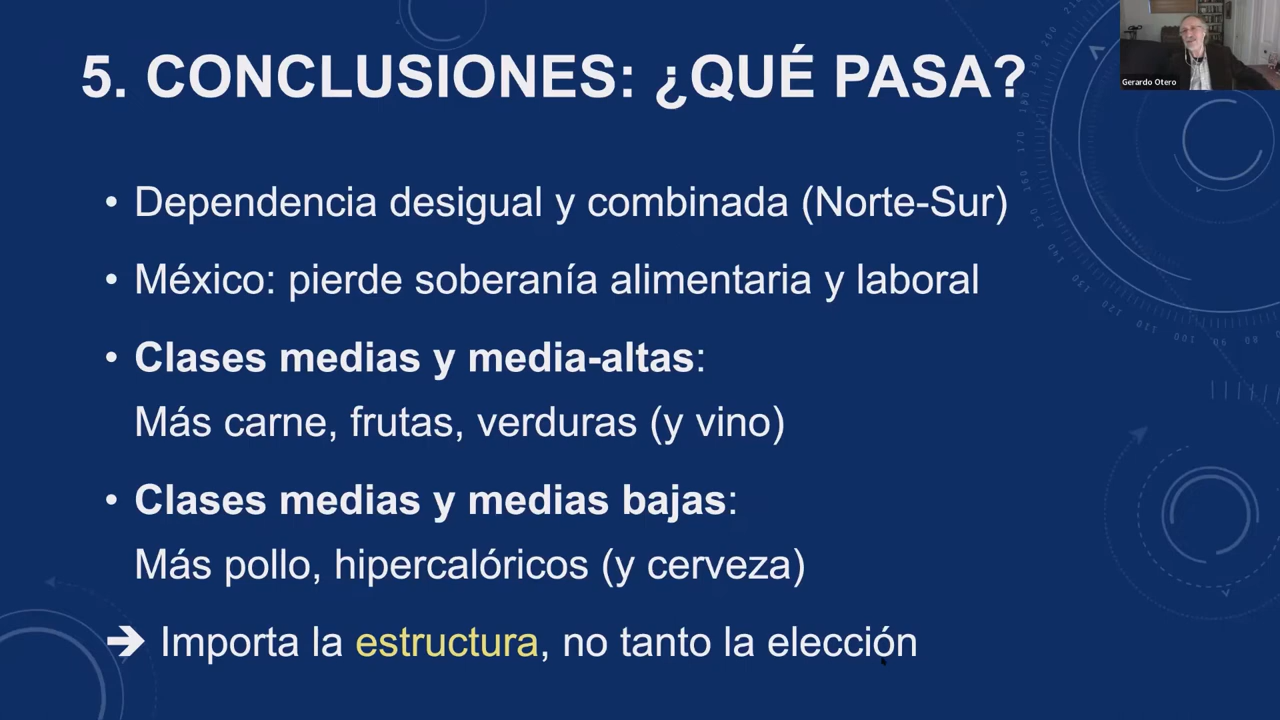 5. CONCLUSIONES: ¿QUÉ PASA?
Gerardo Otero
• Dependencia desigual y combinada (Norte-Sur)
• México: pierde soberanía alimentaria y laboral
• Clases medias y media-altas:
Más carne, frutas, verduras (y vino)
• Clases medias y medias bajas:
Más pollo, hipercalóricos (y cerveza)
➔ Importa la estructura, no tanto la elección